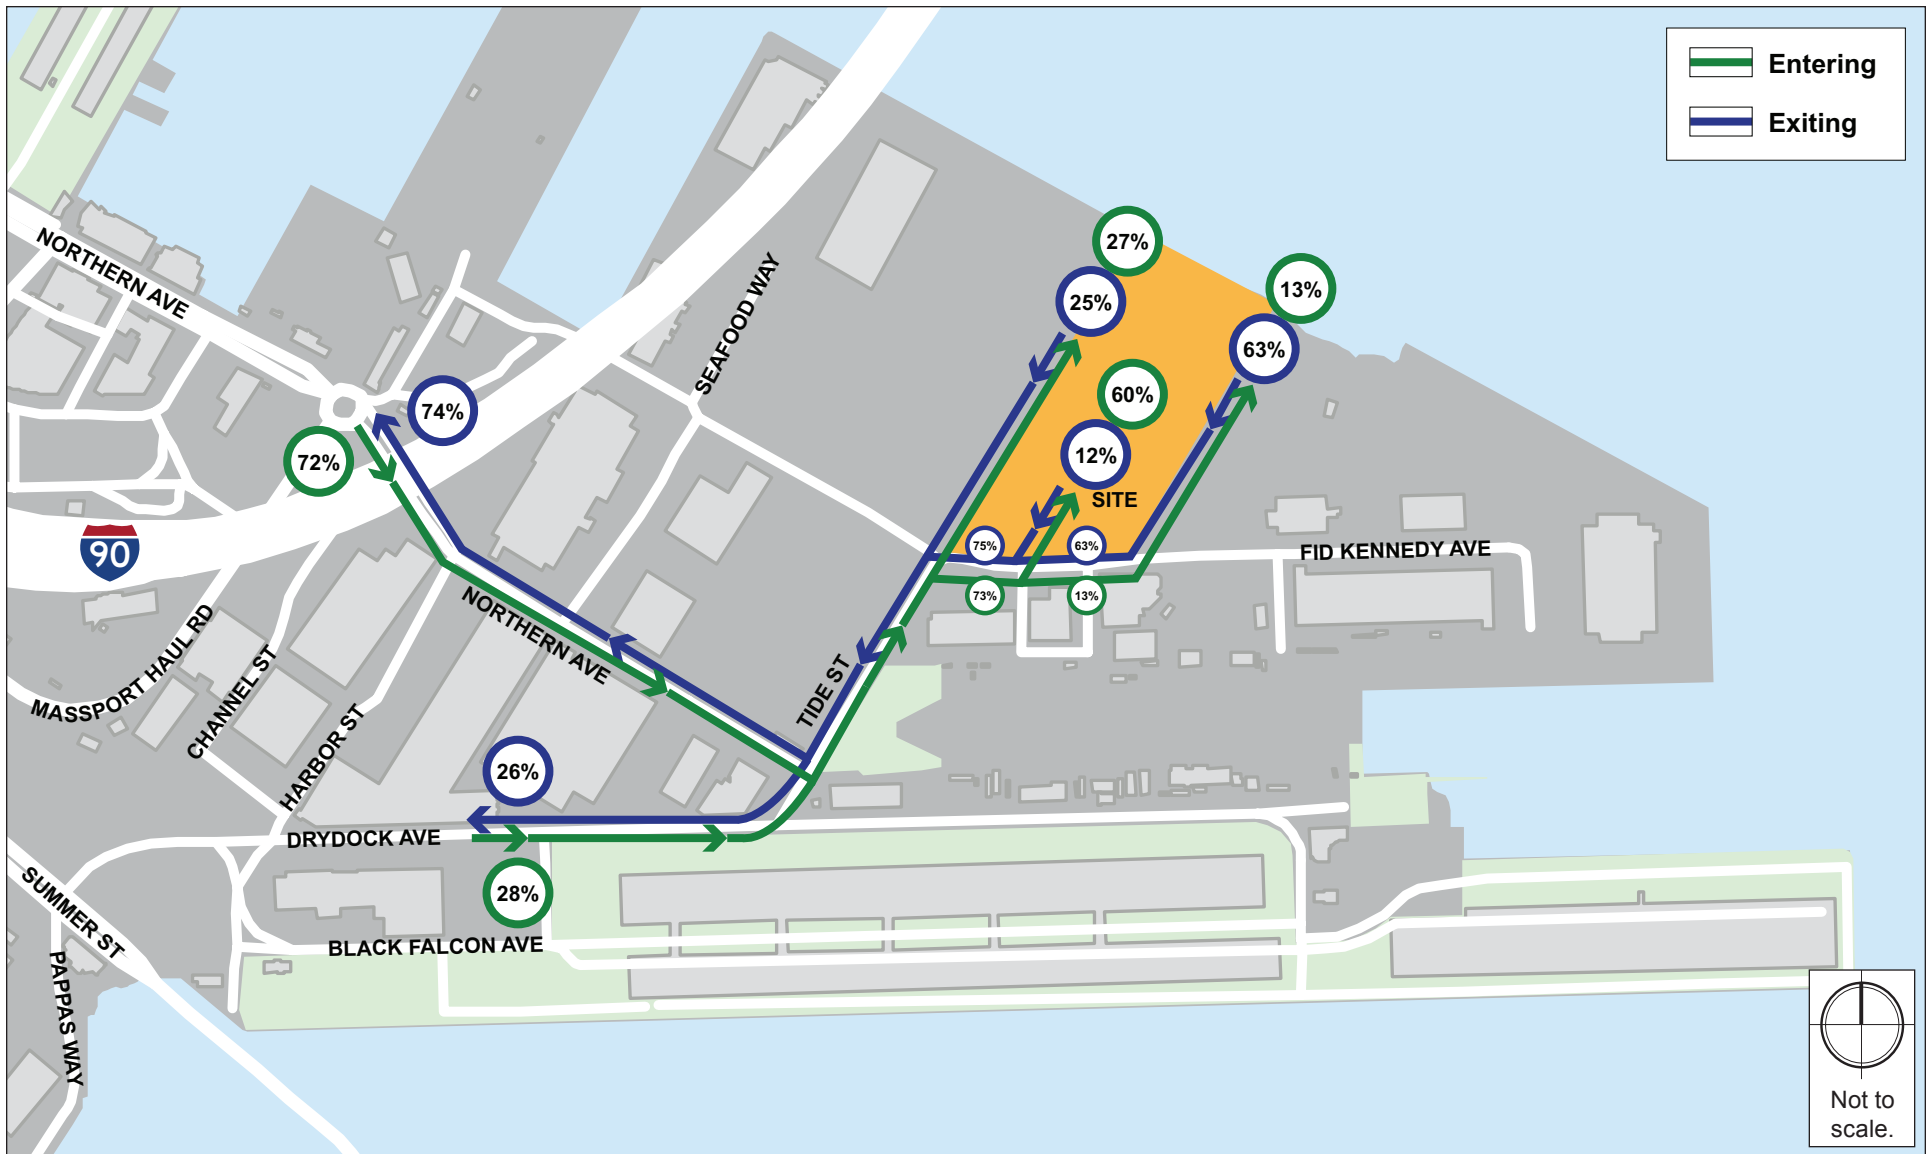 Entering
Exiting
27%
13%
25%
63%
60%
12%
SITE
NORTHERN AVE
SEAFOOD WAY
74%
72%
90
75%
63%
73%
13%
FID KENNEDY AVE
NORTHERN AVE
TIDE ST
MASSPORT HAUL RD
CHANNEL ST
HARBOR ST
26%
DRYDOCK AVE
28%
BLACK FALCON AVE
SUMMER ST
PAPPAS WAY
Not to
scale.